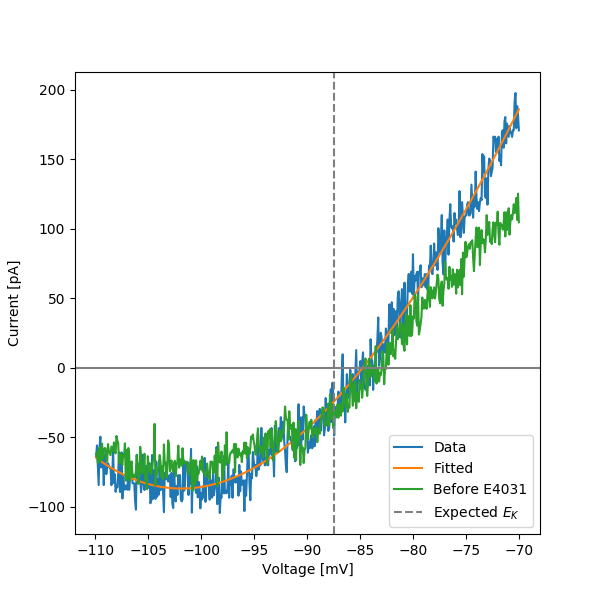 200
150
100
50
0
−50
−100
Current [pA]
−110
−105
−100
−95
−90
−85
−80
−75
−70
Voltage [mV]
Data
Fitted
Before E4031
Expected E_K